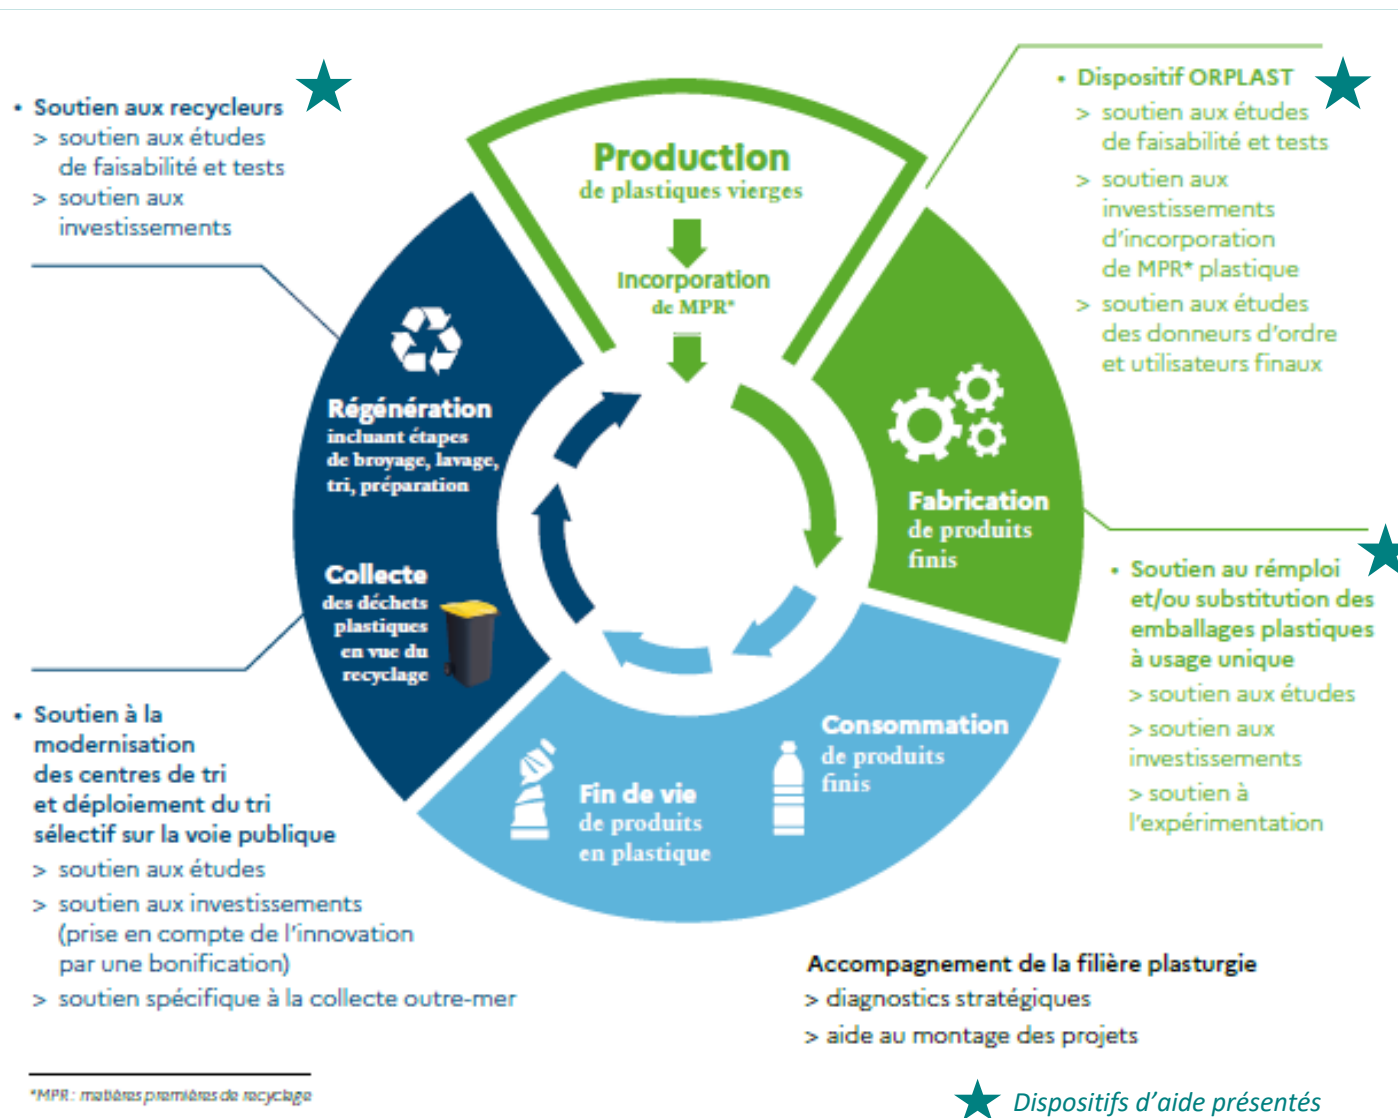 • Soutien aux recycleurs
> soutien aux études
de faisabilité et tests
> soutien aux
investissements
Production
de plastiques vierges
Incorporation
de MPR*
• Dispositif ORPLAST
> soutien aux études
de faisabilité et tests
> soutien aux
investissements
d'incorporation
de MPR* plastique
> soutien aux études
des donneurs d'ordre
et utilisateurs finaux
Régénération
incluant étapes
de broyage, lavage,
tri, préparation
Fabrication
de produits
finis
Collecte
des déchets
plastiques
en vue du
recyclage
• Soutien au rémploi
et/ou substitution des
emballages plastiques
à usage unique
> soutien aux études
> soutien aux
investissements
> soutien à
l'expérimentation
Consommation
de produits
finis
Fin de vie
de produits
en plastique
• Soutien à la
modernisation
des centres de tri
et déploiement du tri
sélectif sur la voie publique
> soutien aux études
> soutien aux investissements
(prise en compte de l'innovation
par une bonification)
> soutien spécifique à la collecte outre-mer
Accompagnement de la filière plasturgie
> diagnostics stratégiques
> aide au montage des projets
*MPR : matières premières de recyclage
Dispositifs d'aide présentés